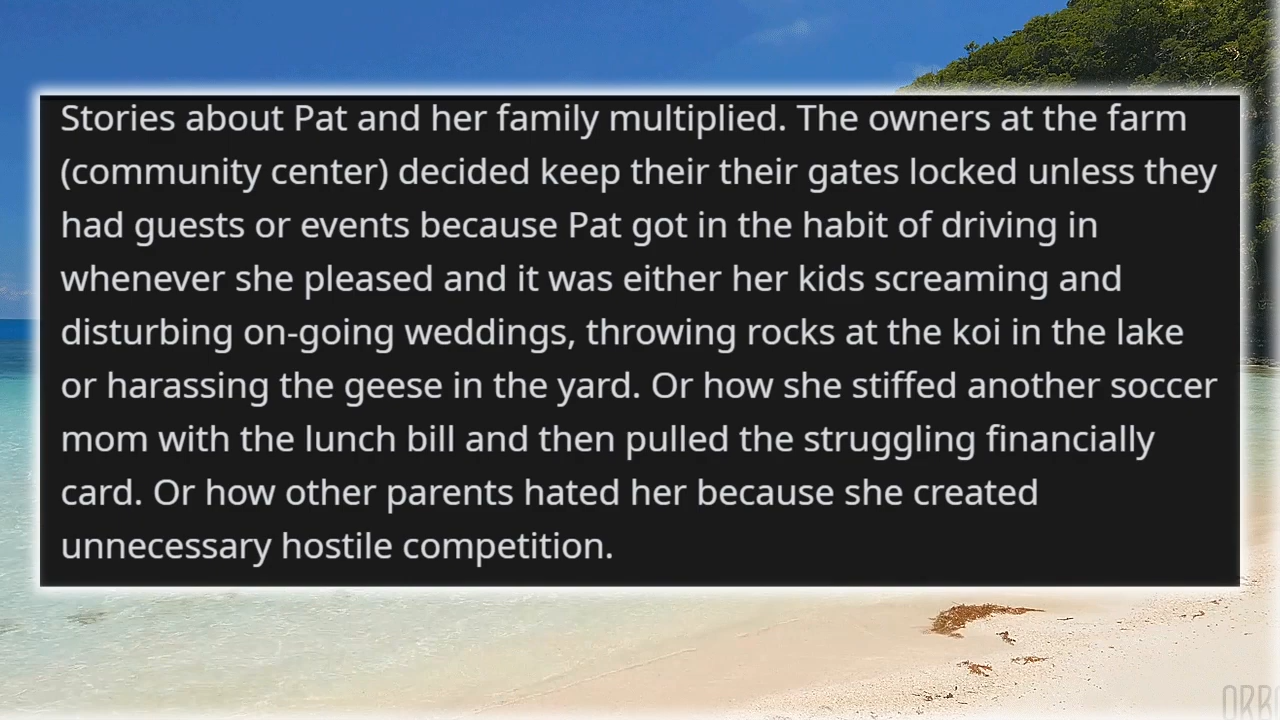 Stories about Pat and her family multiplied. The owners at the farm
(community center) decided keep their their gates locked unless they
had guests or events because Pat got in the habit of driving in
whenever she pleased and it was either her kids screaming and
disturbing on-going weddings, throwing rocks at the koi in the lake
or harassing the geese in the yard. Or how she stiffed another soccer
mom with the lunch bill and then pulled the struggling financially
card. Or how other parents hated her because she created
unnecessary hostile competition.